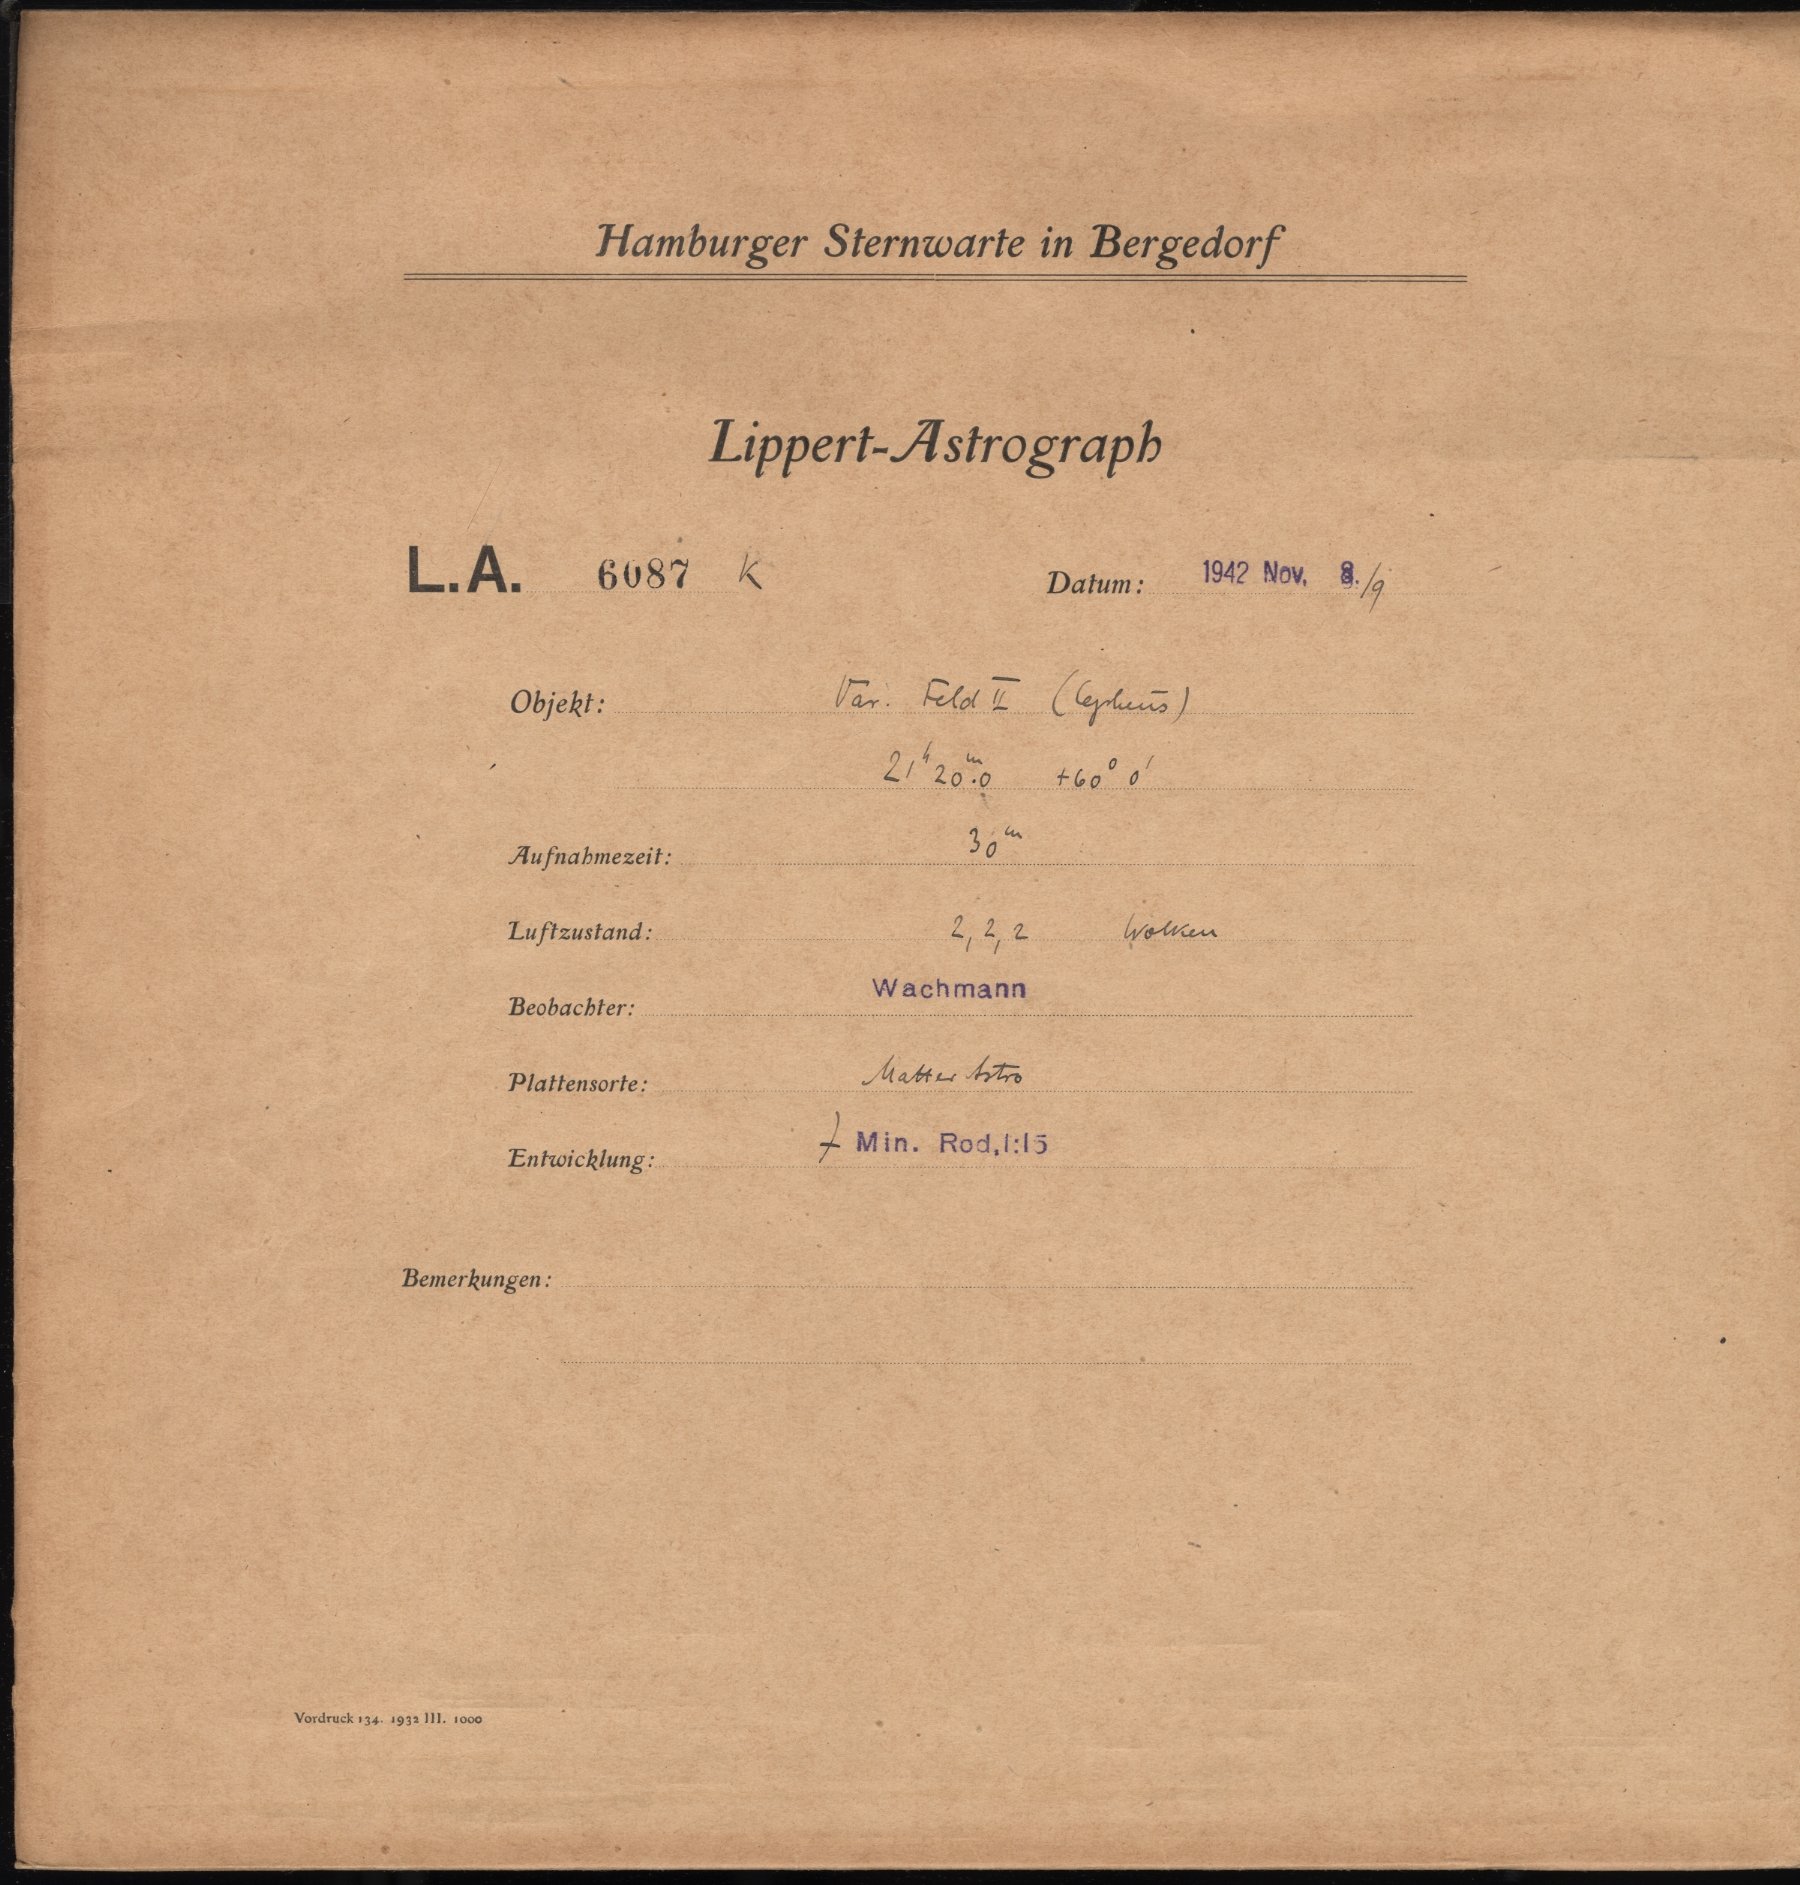 Hamburger Sternwarte in Bergedorf
Lippert-Astrograph
L.A. 6087 K Datum: 1942 Nov. 8./9
Objekt: Var. Feld II (Cepheus)
21ʰ 20ᵐ.0 +60° 0′
Aufnahmezeit: 30ᵐ
Luftzustand: 2, 2, 2 Wolken
Beobachter: Wachmann
Plattensorte: Matter Astro
Entwicklung: 7 Min. Rod, 1:15
Bemerkungen:
Vordruck 134. 1932 III. 1000